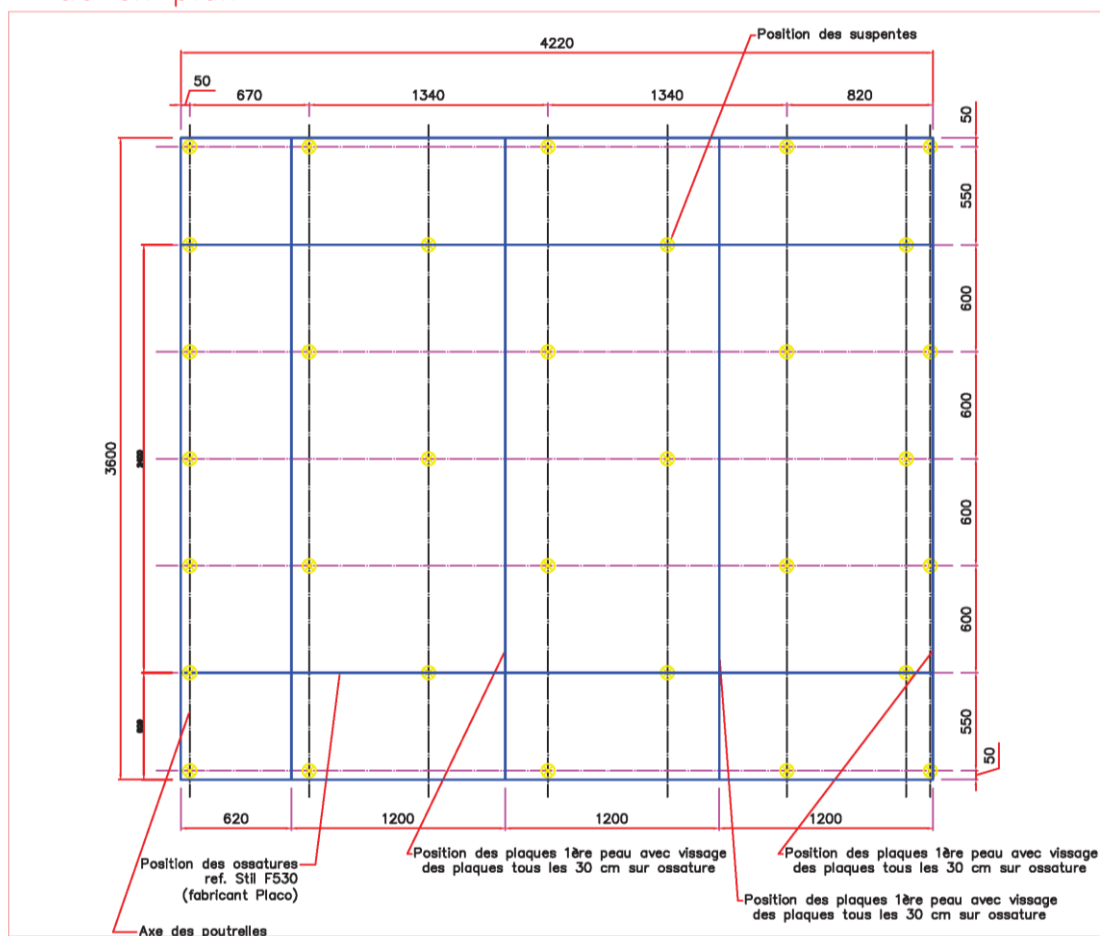 4220
Position des suspentes
50
670
1340
1340
820
50
550
600
600
600
600
550
50
3600
620
1200
1200
1200
Position des ossatures
ref. Stil F530
(fabricant Placo)
Position des plaques 1ère peau avec vissage
des plaques tous les 30 cm sur ossature
Position des plaques 1ère peau avec vissage
des plaques tous les 30 cm sur ossature
Position des plaques 1ère peau avec vissage
des plaques tous les 30 cm sur ossature
Axe des poutrelles